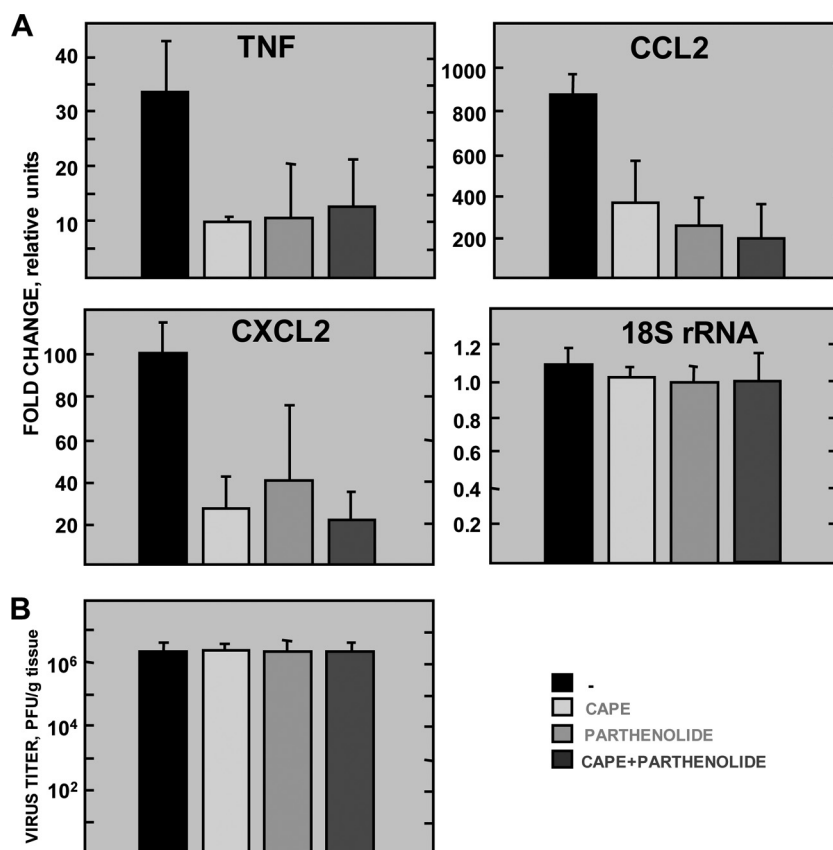 A
TNF
CCL2
FOLD CHANGE, relative units
40
30
20
10
1000
800
600
400
200
CXCL2
18S rRNA
100
80
60
40
20
1.2
1.0
0.8
0.6
0.4
0.2
B
VIRUS TITER, PFU/g tissue
10⁶
10⁴
10²
-
CAPE
PARTHENOLIDE
CAPE+PARTHENOLIDE